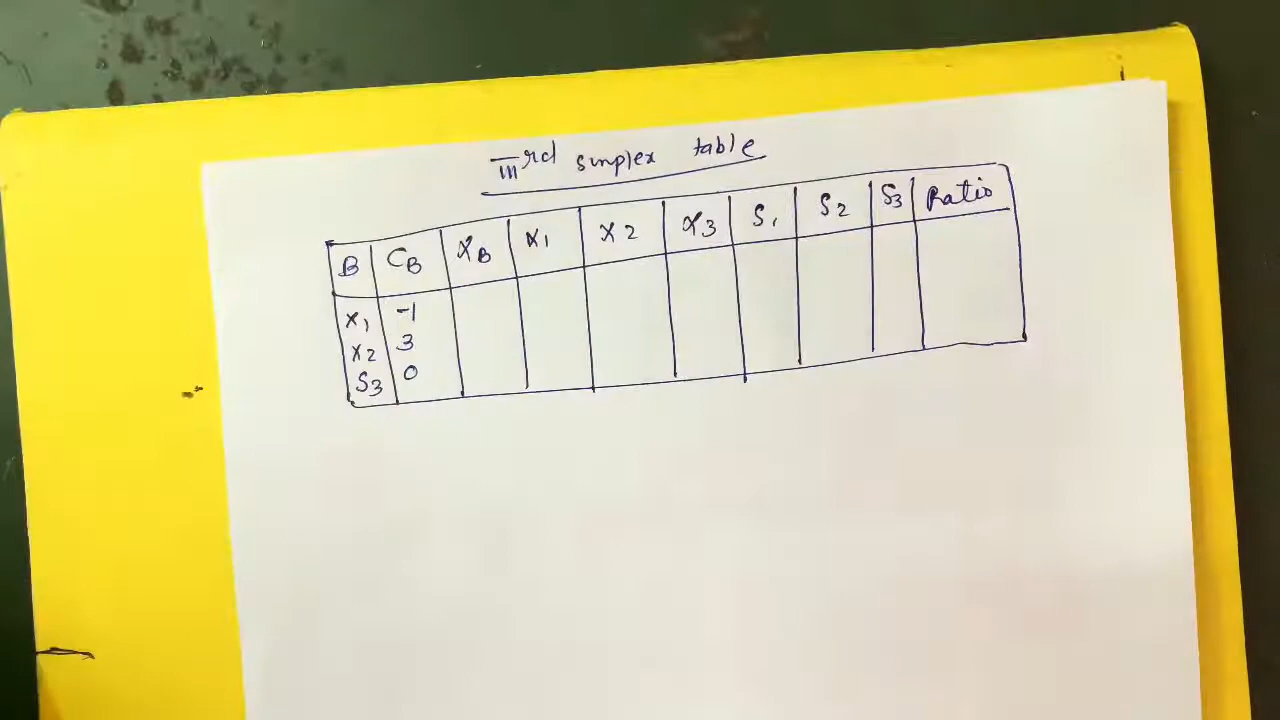 IIIrd simplex table
B CB XB X1 X2 X3 S1 S2 S3 Ratio
X1 -1
X2 3
S3 0